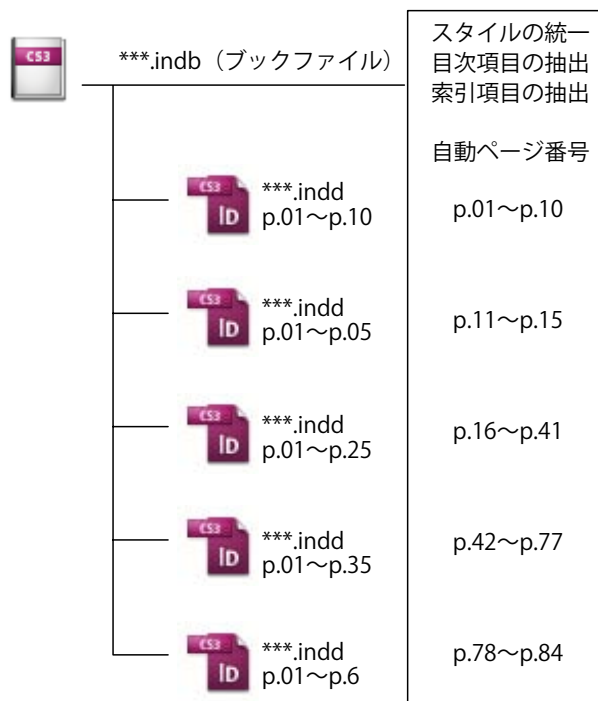 CS3
***.indb（ブックファイル）
スタイルの統一
目次項目の抽出
索引項目の抽出
自動ページ番号
CS3
ID
***.indd
p.01～p.10
p.01～p.10
CS3
ID
***.indd
p.01～p.05
p.11～p.15
CS3
ID
***.indd
p.01～p.25
p.16～p.41
CS3
ID
***.indd
p.01～p.35
p.42～p.77
CS3
ID
***.indd
p.01～p.6
p.78～p.84